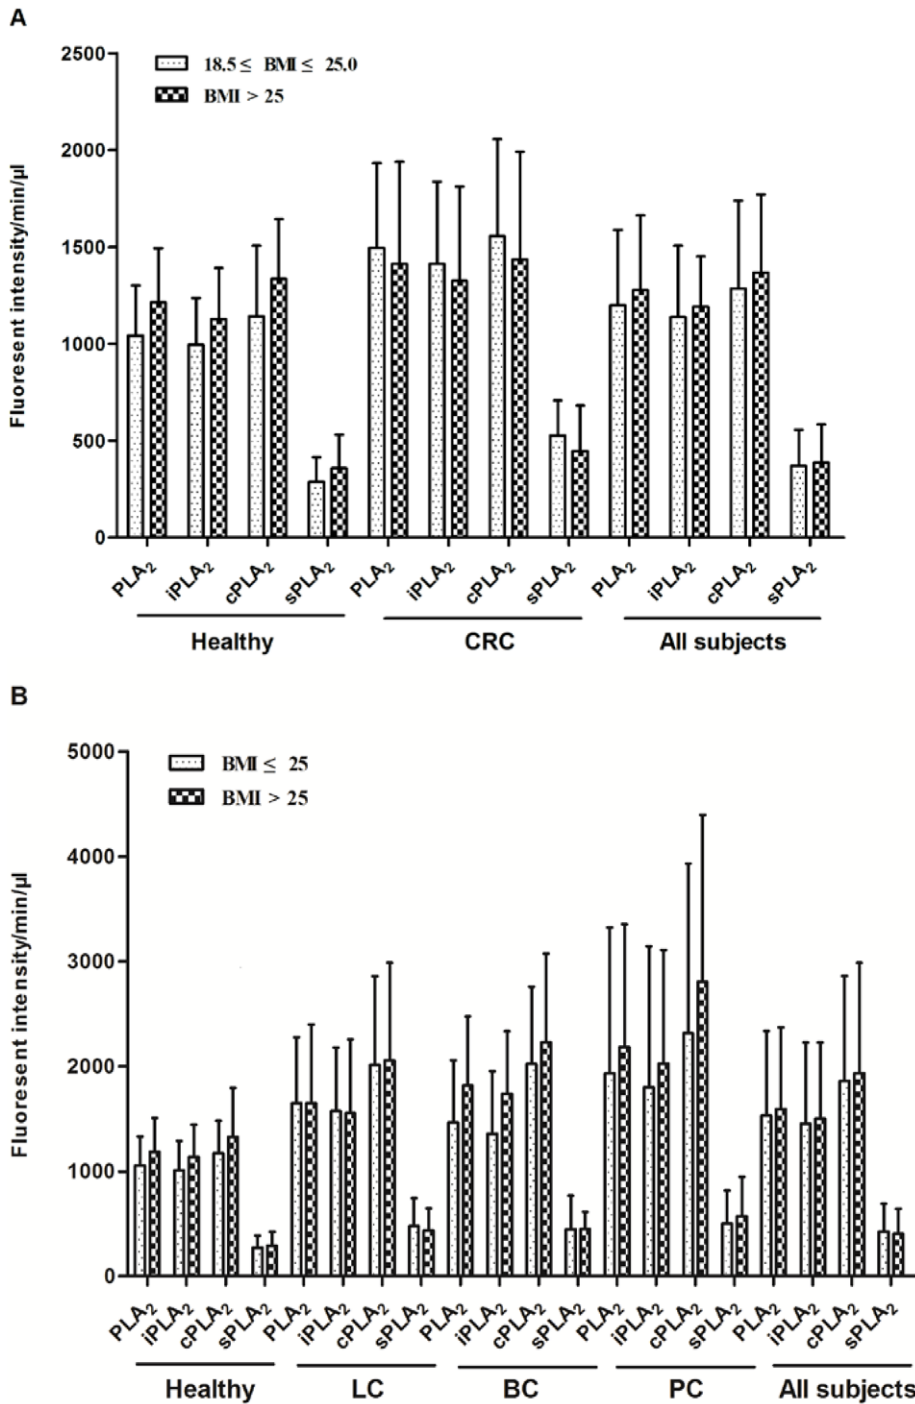 A
2500
2000
1500
1000
500
0
Fluoresent intensity/min/µl
18.5 ≤ BMI ≤ 25.0
BMI > 25
PLA₂ iPLA₂ cPLA₂ sPLA₂ PLA₂ iPLA₂ cPLA₂ sPLA₂ PLA₂ iPLA₂ cPLA₂ sPLA₂
Healthy CRC All subjects
B
5000
4000
3000
2000
1000
0
Fluoresent intensity/min/µl
BMI ≤ 25
BMI > 25
PLA₂ iPLA₂ cPLA₂ sPLA₂ PLA₂ iPLA₂ cPLA₂ sPLA₂ PLA₂ iPLA₂ cPLA₂ sPLA₂ PLA₂ iPLA₂ cPLA₂ sPLA₂ PLA₂ iPLA₂ cPLA₂ sPLA₂
Healthy LC BC PC All subjects